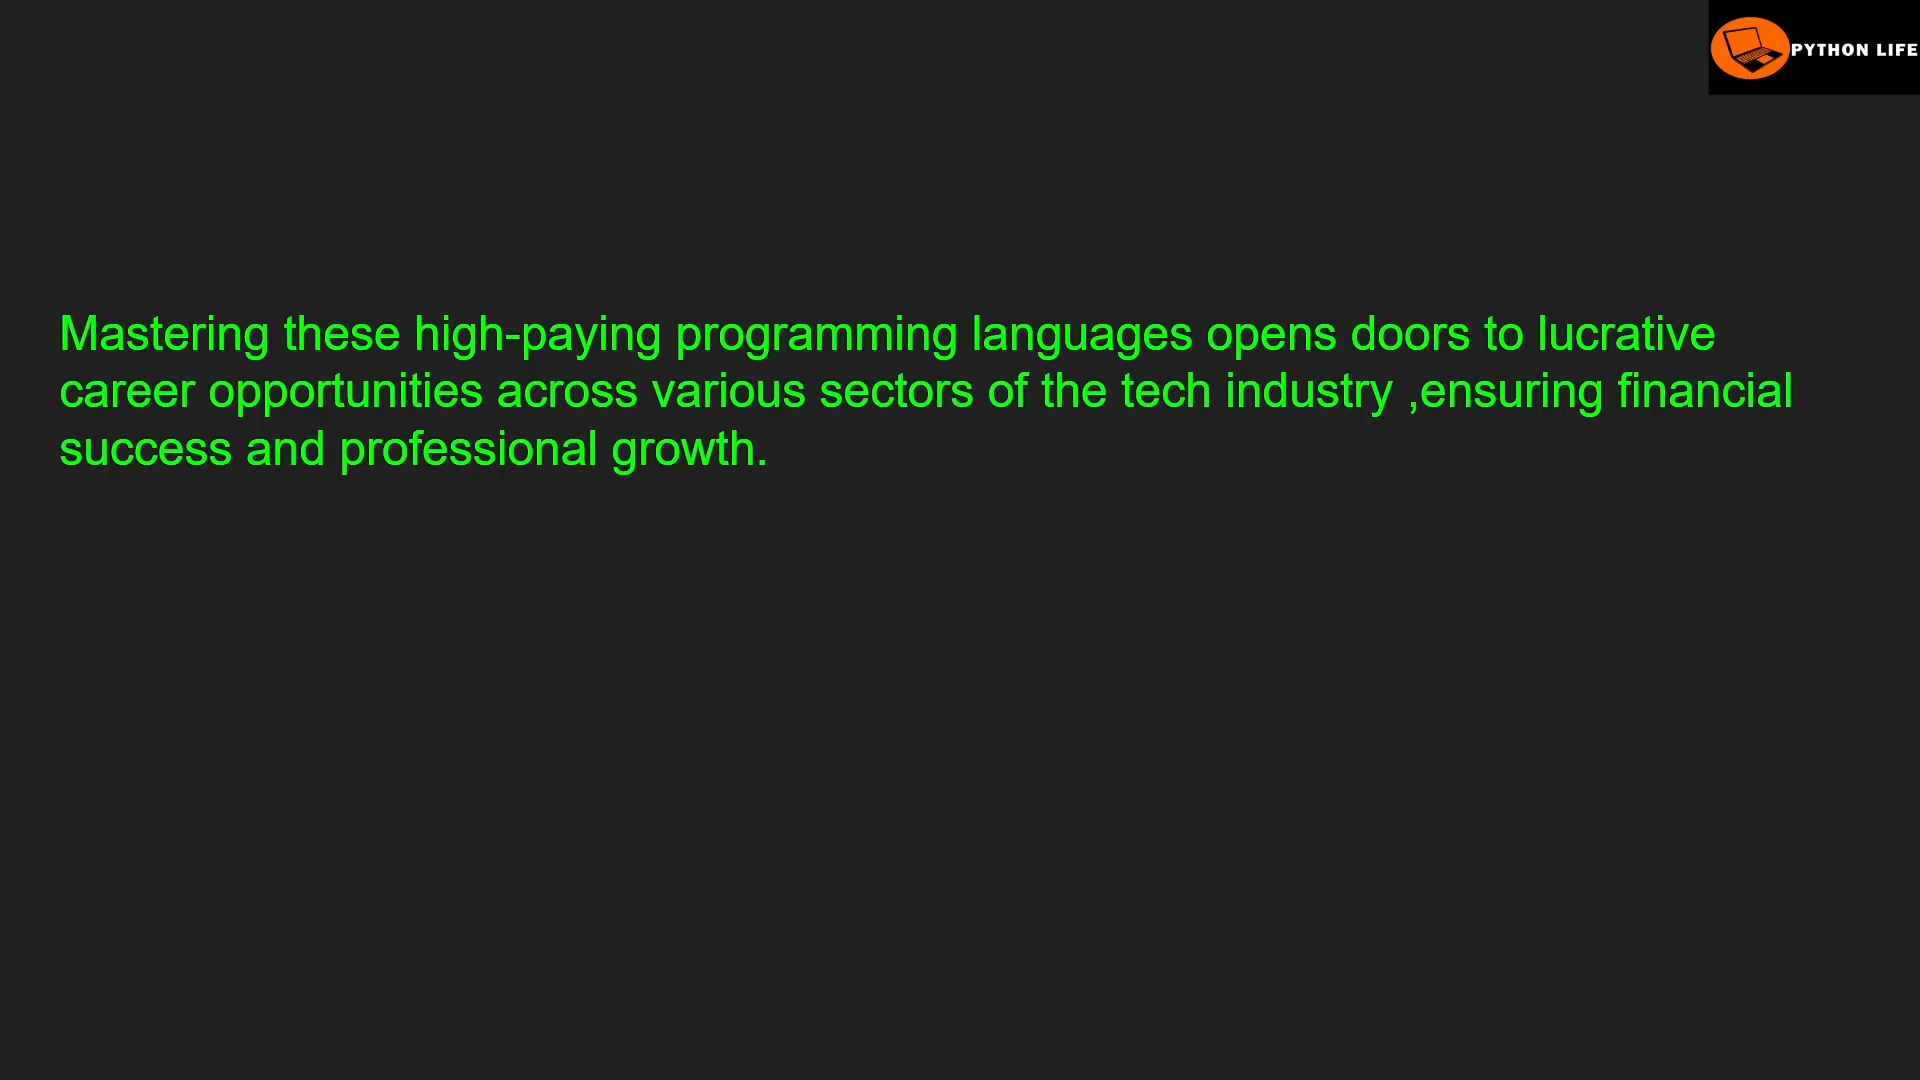 PYTHON LIFE
Mastering these high-paying programming languages opens doors to lucrative
career opportunities across various sectors of the tech industry ,ensuring financial
success and professional growth.